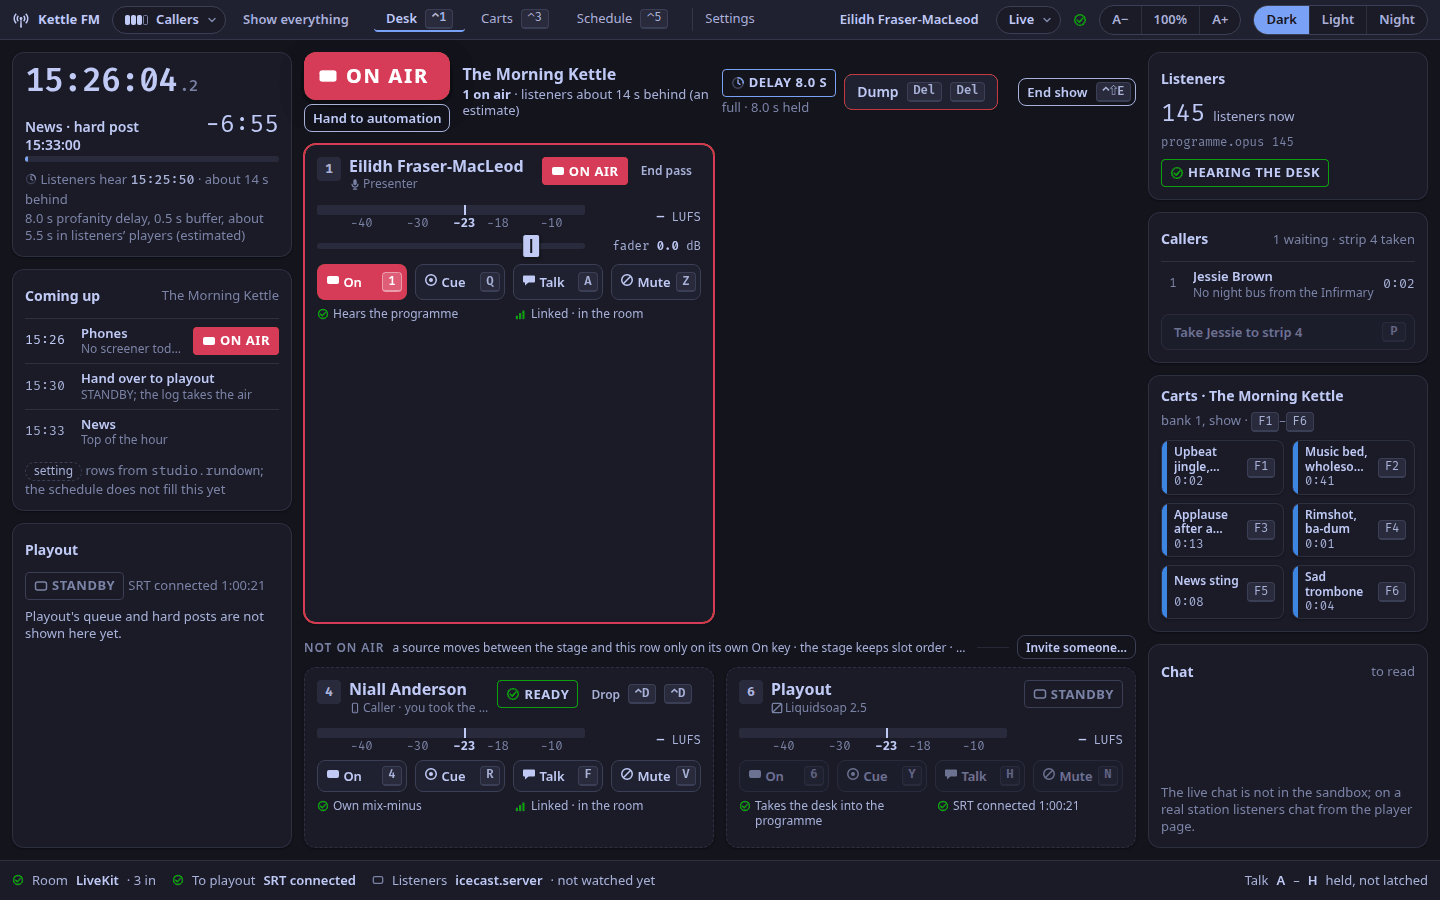 Kettle FM Callers Show everything Desk ^1 Carts ^3 Schedule ^5 Settings Eilidh Fraser-MacLeod Live A− 100% A+ Dark Light Night
15:26:04.2
News · hard post
15:33:00
-6:55
Listeners hear 15:25:50 · about 14 s
behind
8.0 s profanity delay, 0.5 s buffer, about
5.5 s in listeners’ players (estimated)
Coming up The Morning Kettle
15:26 Phones
No screener tod...
ON AIR
15:30 Hand over to playout
STANDBY; the log takes the air
15:33 News
Top of the hour
setting rows from studio.rundown;
the schedule does not fill this yet
Playout
STANDBY SRT connected 1:00:21
Playout's queue and hard posts are not
shown here yet.
ON AIR
Hand to automation
The Morning Kettle
1 on air · listeners about 14 s behind (an
estimate)
DELAY 8.0 S
full · 8.0 s held
Dump Del Del
End show ^⇧E
1 Eilidh Fraser-MacLeod
Presenter
ON AIR End pass
-40 -30 -23 -18 -10
– LUFS
fader 0.0 dB
On 1 Cue Q Talk A Mute Z
Hears the programme Linked · in the room
NOT ON AIR a source moves between the stage and this row only on its own On key · the stage keeps slot order · ... Invite someone...
4 Niall Anderson
Caller · you took the ...
READY Drop ^D ^D
-40 -30 -23 -18 -10
– LUFS
On 4 Cue R Talk F Mute V
Own mix-minus Linked · in the room
6 Playout
Liquidsoap 2.5
STANDBY
-40 -30 -23 -18 -10
– LUFS
On 6 Cue Y Talk H Mute N
Takes the desk into the
programme
SRT connected 1:00:21
Listeners
145 listeners now
programme.opus 145
HEARING THE DESK
Callers 1 waiting · strip 4 taken
1 Jessie Brown
No night bus from the Infirmary
0:02
Take Jessie to strip 4 P
Carts · The Morning Kettle
bank 1, show · F1–F6
Upbeat
jingle,...
0:02
F1
Music bed,
wholeso...
0:41
F2
Applause
after a...
0:13
F3
Rimshot,
ba-dum
0:01
F4
News sting
0:08
F5
Sad
trombone
0:04
F6
Chat to read
The live chat is not in the sandbox; on a
real station listeners chat from the player
page.
Room LiveKit · 3 in To playout SRT connected Listeners icecast.server · not watched yet Talk A – H held, not latched